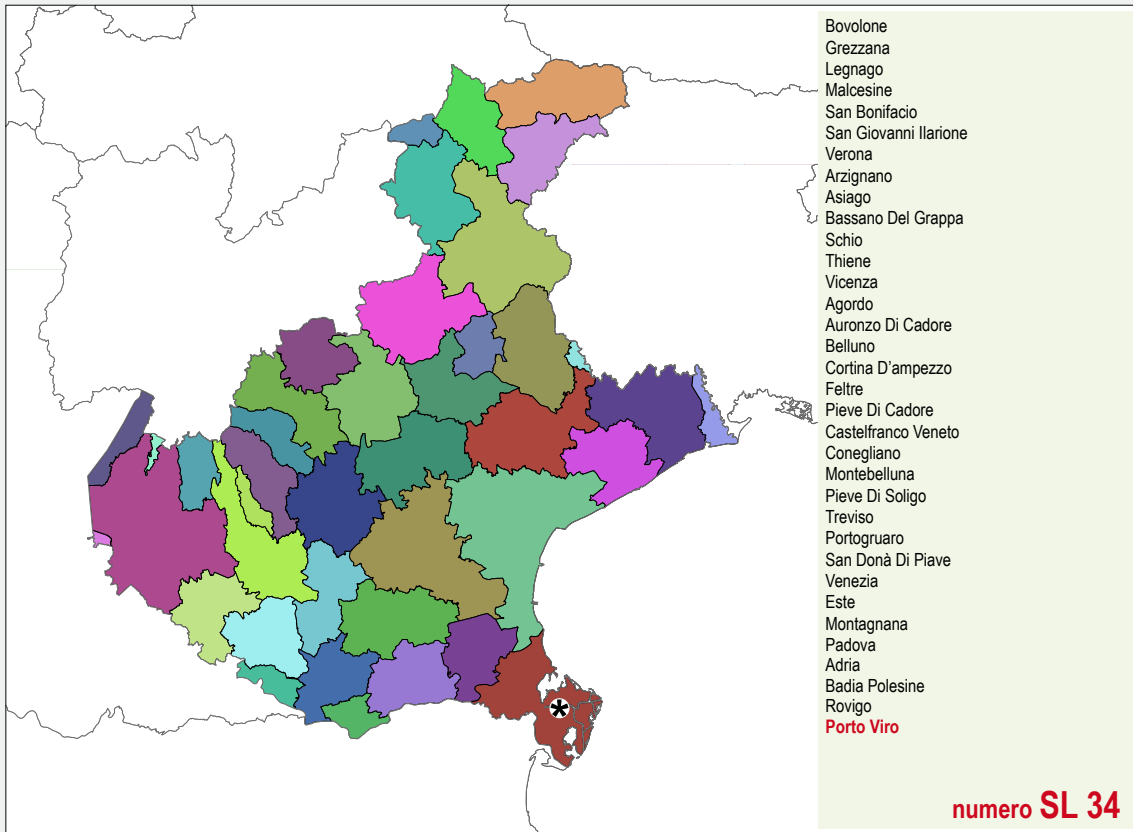 Bovolone
Grezzana
Legnago
Malcesine
San Bonifacio
San Giovanni Ilarione
Verona
Arzignano
Asiago
Bassano Del Grappa
Schio
Thiene
Vicenza
Agordo
Auronzo Di Cadore
Belluno
Cortina D'ampezzo
Feltre
Pieve Di Cadore
Castelfranco Veneto
Conegliano
Montebelluna
Pieve Di Soligo
Treviso
Portogruaro
San Donà Di Piave
Venezia
Este
Montagnana
Padova
Adria
Badia Polesine
Rovigo
Porto Viro
*
numero SL 34